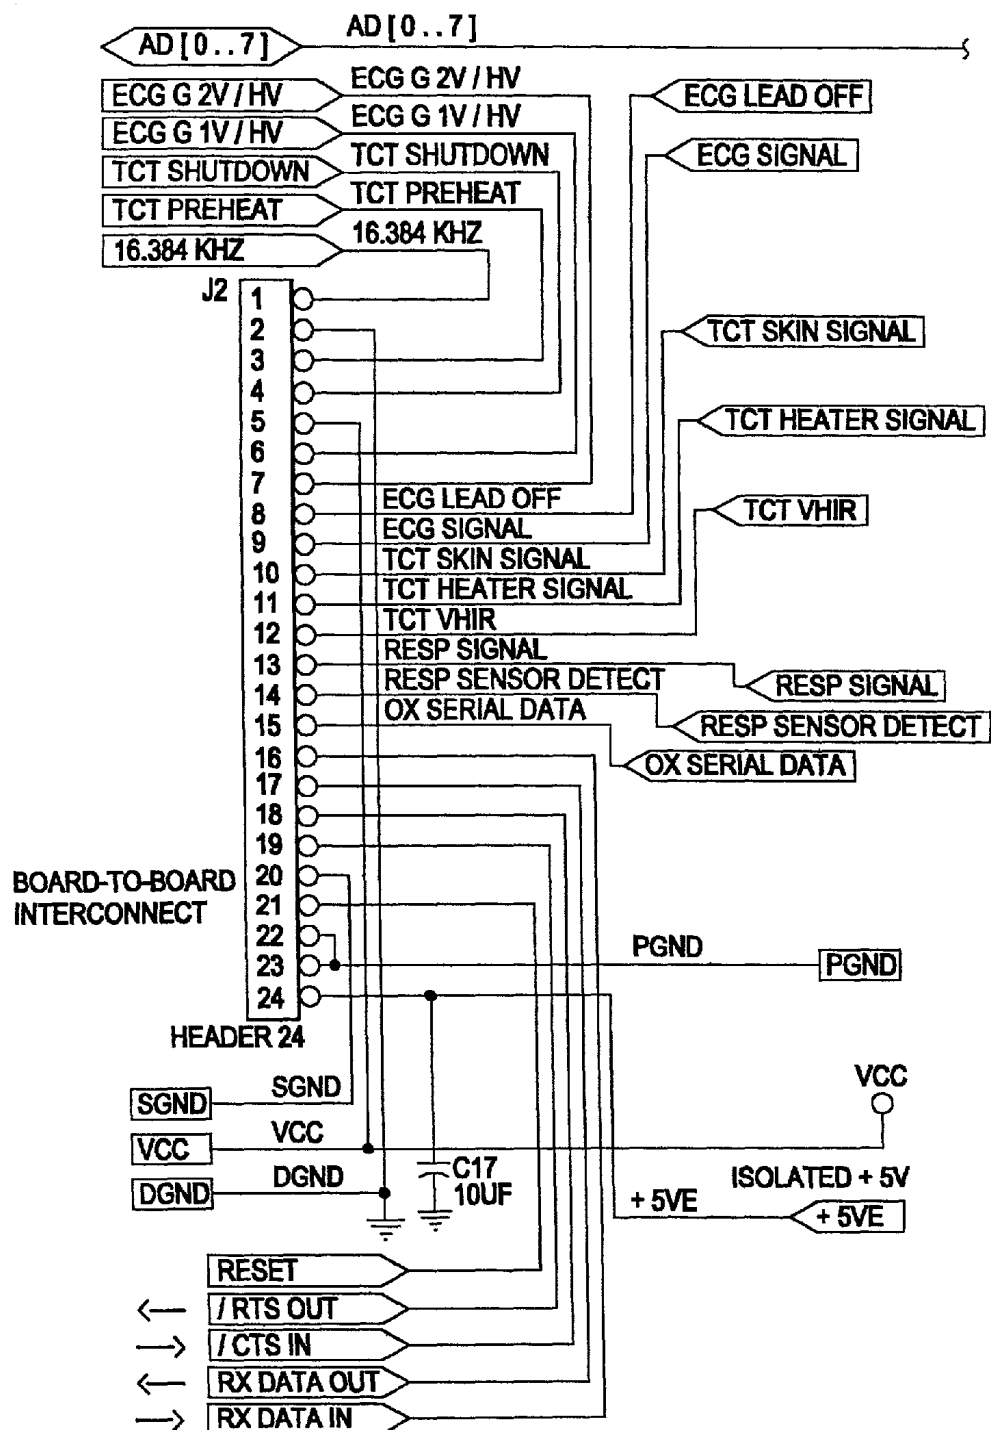 AD [ 0 . . 7 ]
AD [ 0 . . 7 ]
ECG G 2V / HV
ECG G 2V / HV
ECG LEAD OFF
ECG G 1V / HV
ECG G 1V / HV
TCT SHUTDOWN
TCT SHUTDOWN
ECG SIGNAL
TCT PREHEAT
TCT PREHEAT
16.384 KHZ
16.384 KHZ
J2
1
2
TCT SKIN SIGNAL
3
4
5
TCT HEATER SIGNAL
6
7
ECG LEAD OFF
8
TCT VHIR
ECG SIGNAL
9
TCT SKIN SIGNAL
10
TCT HEATER SIGNAL
11
TCT VHIR
12
RESP SIGNAL
13
RESP SENSOR DETECT
RESP SIGNAL
14
OX SERIAL DATA
15
RESP SENSOR DETECT
16
OX SERIAL DATA
17
18
19
BOARD-TO-BOARD
INTERCONNECT
20
21
22
23
PGND
PGND
24
HEADER 24
SGND
SGND
VCC
VCC
VCC
DGND
DGND
C17
10UF
ISOLATED + 5V
+ 5VE
+ 5VE
RESET
/ RTS OUT
/ CTS IN
RX DATA OUT
RX DATA IN